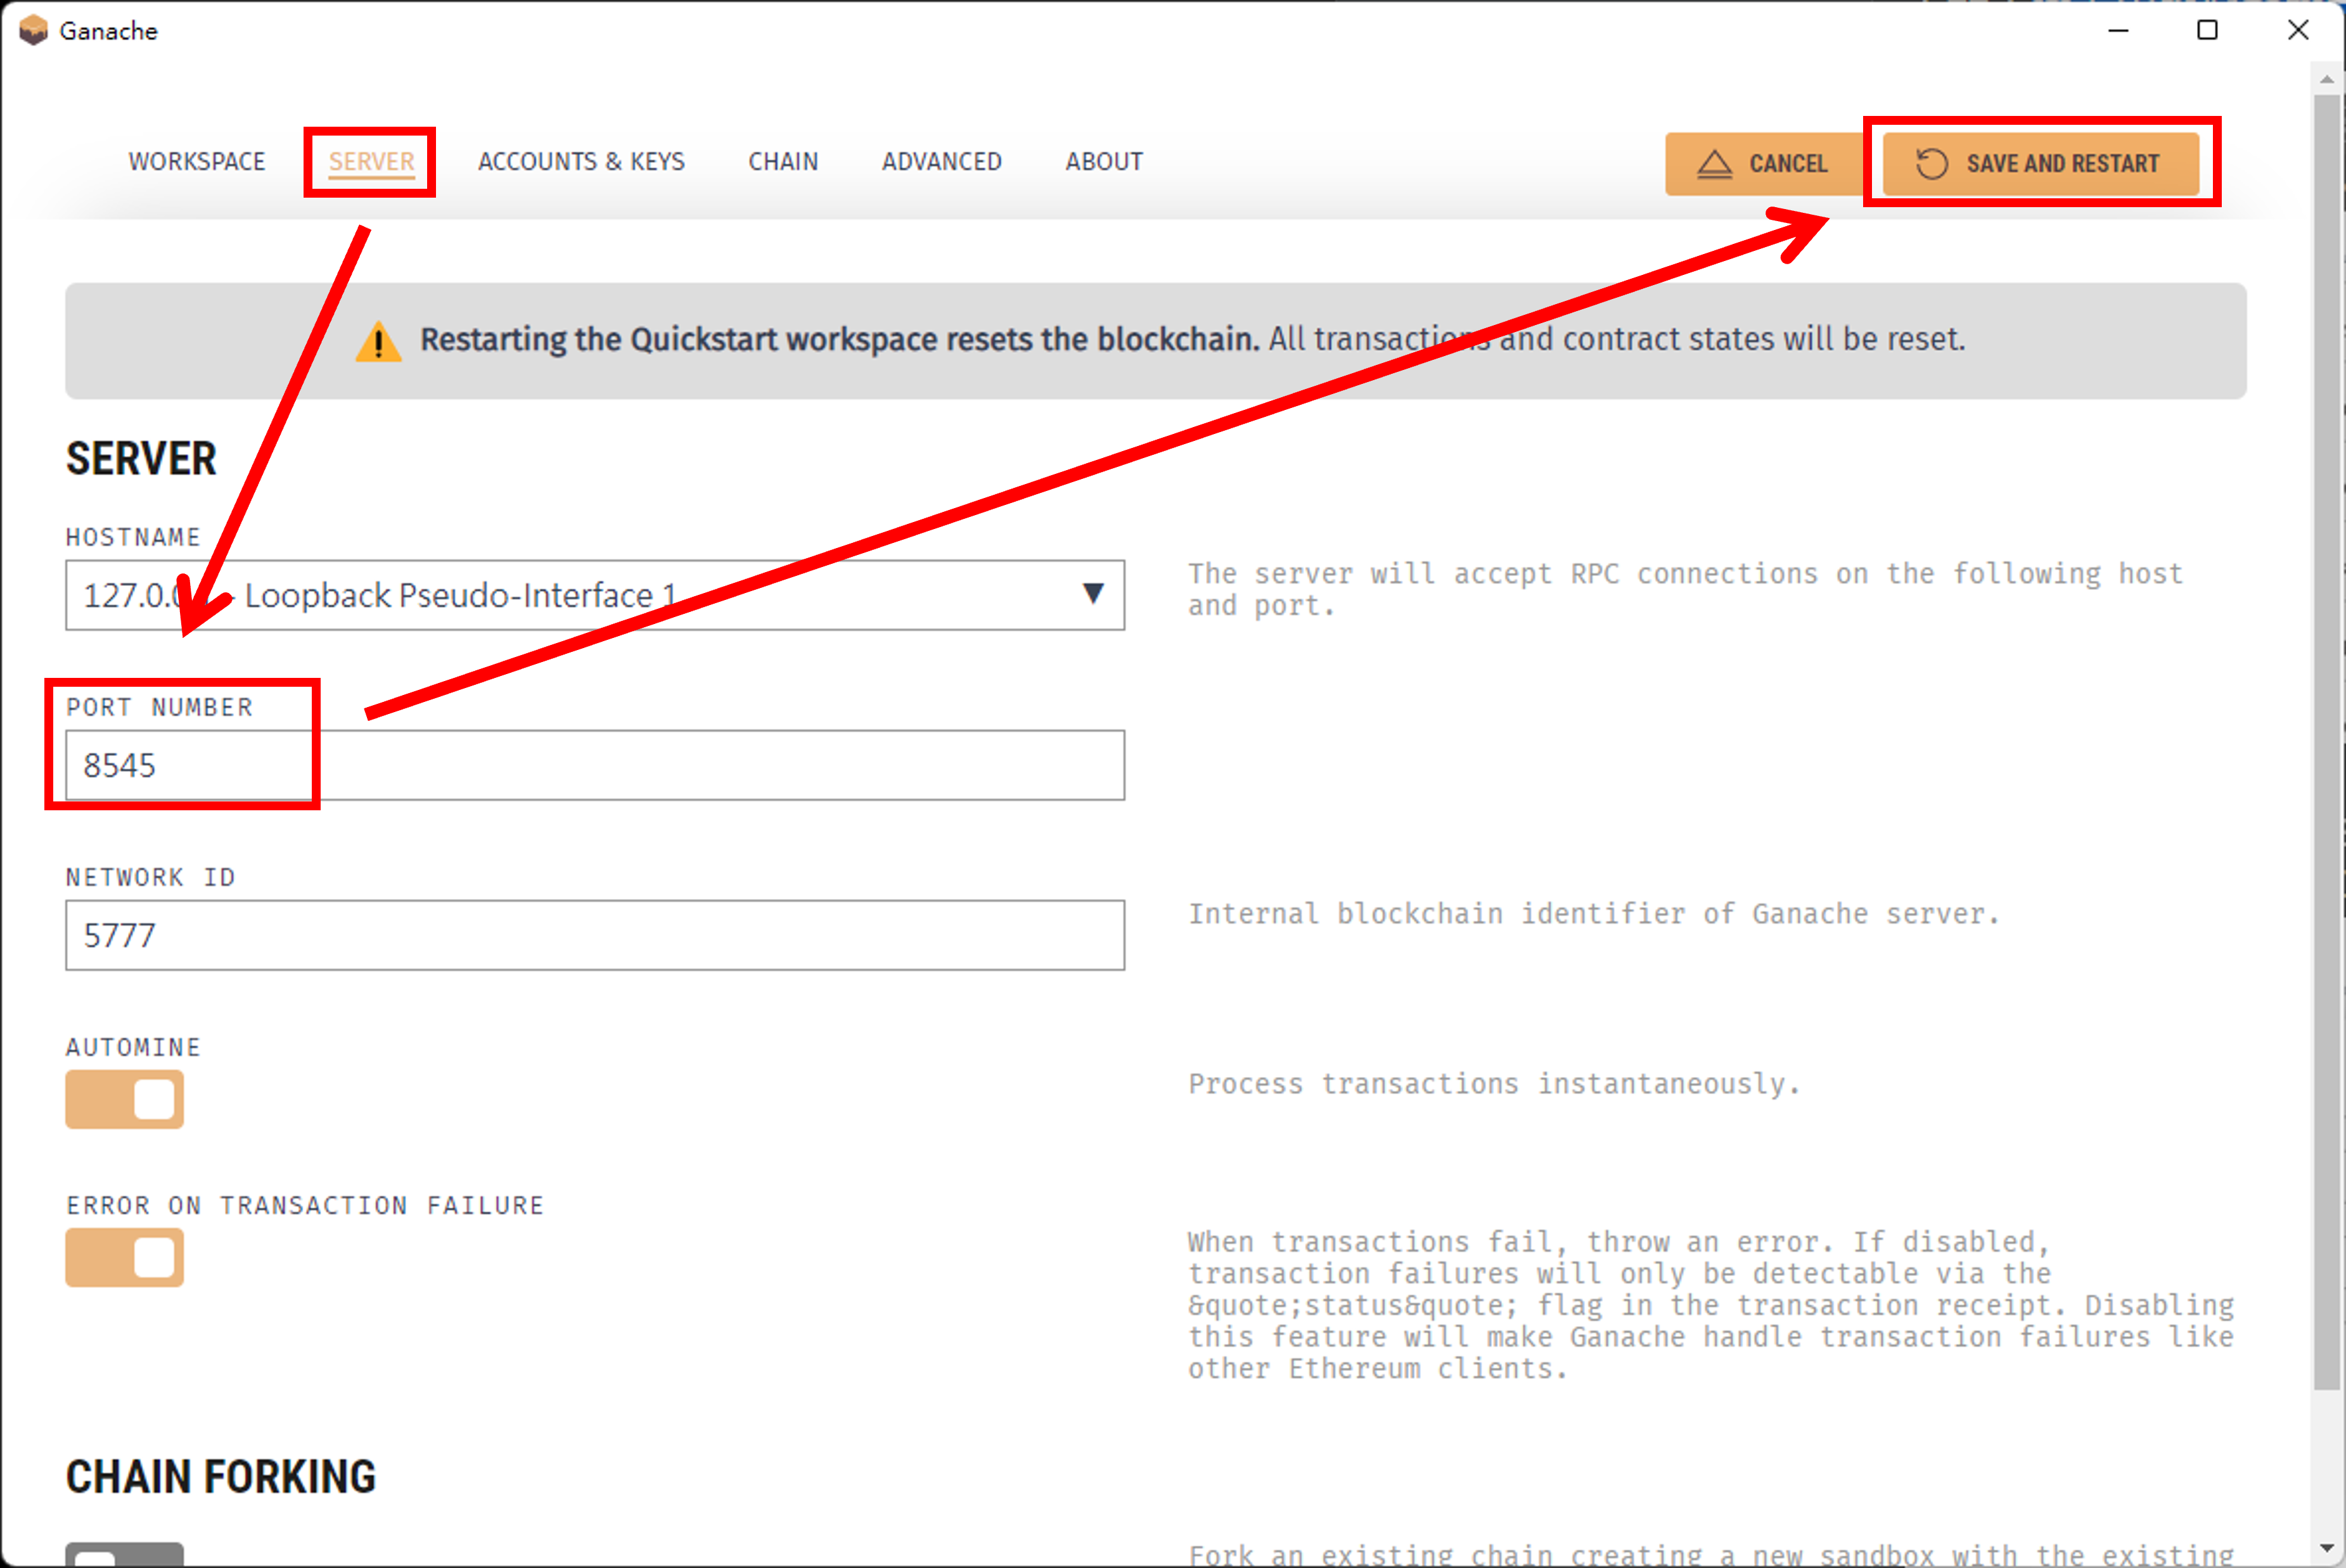 Ganache
WORKSPACE SERVER ACCOUNTS & KEYS CHAIN ADVANCED ABOUT CANCEL SAVE AND RESTART
Restarting the Quickstart workspace resets the blockchain. All transactions and contract states will be reset.
SERVER
HOSTNAME
127.0.0 - Loopback Pseudo-Interface 1
The server will accept RPC connections on the following host
and port.
PORT NUMBER
8545
NETWORK ID
5777
Internal blockchain identifier of Ganache server.
AUTOMINE
Process transactions instantaneously.
ERROR ON TRANSACTION FAILURE
When transactions fail, throw an error. If disabled,
transaction failures will only be detectable via the
&quote;status&quote; flag in the transaction receipt. Disabling
this feature will make Ganache handle transaction failures like
other Ethereum clients.
CHAIN FORKING
Fork an existing chain creating a new sandbox with the existing